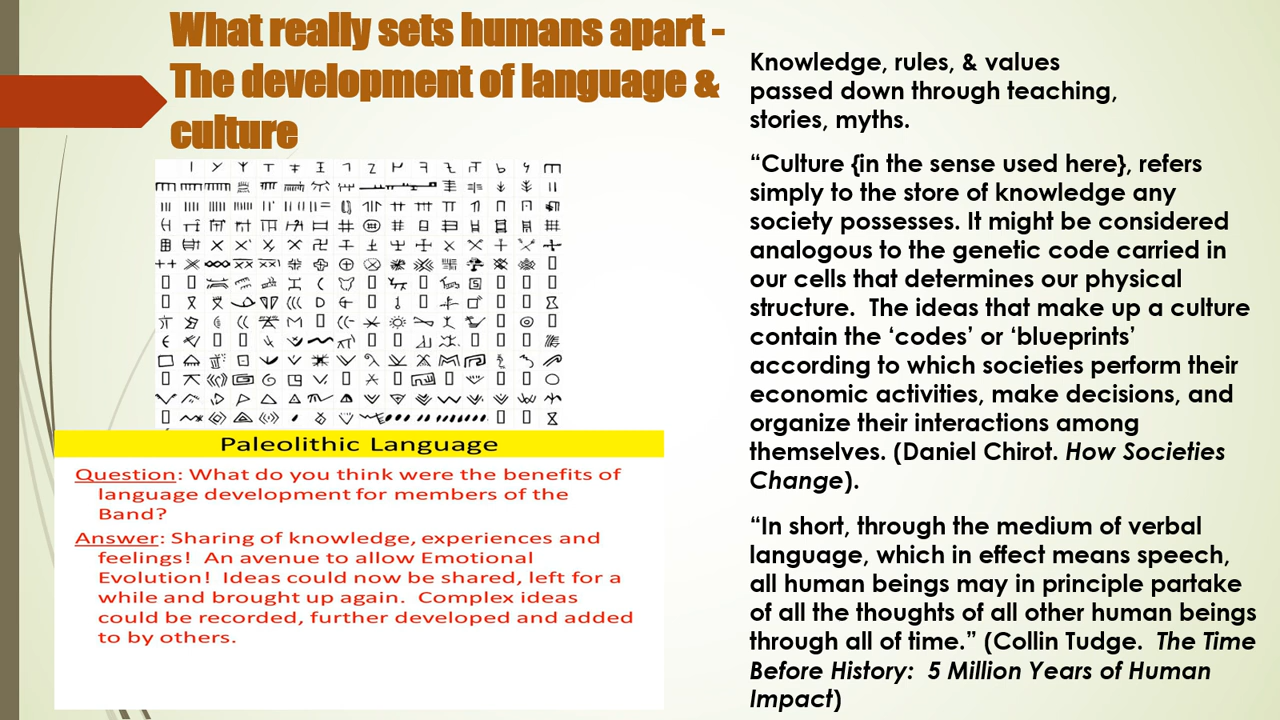 What really sets humans apart -
The development of language &
culture
Paleolithic Language
Question: What do you think were the benefits of
language development for members of the
Band?
Answer: Sharing of knowledge, experiences and
feelings! An avenue to allow Emotional
Evolution! Ideas could now be shared, left for a
while and brought up again. Complex ideas
could be recorded, further developed and added
to by others.
Knowledge, rules, & values
passed down through teaching,
stories, myths.
“Culture {in the sense used here}, refers
simply to the store of knowledge any
society possesses. It might be considered
analogous to the genetic code carried in
our cells that determines our physical
structure. The ideas that make up a culture
contain the ‘codes’ or ‘blueprints’
according to which societies perform their
economic activities, make decisions, and
organize their interactions among
themselves. (Daniel Chirot. How Societies
Change).
“In short, through the medium of verbal
language, which in effect means speech,
all human beings may in principle partake
of all the thoughts of all other human beings
through all of time.” (Collin Tudge. The Time
Before History: 5 Million Years of Human
Impact)